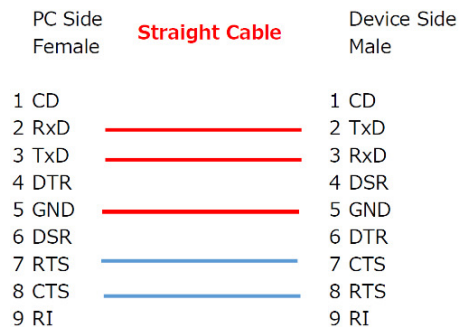 PC Side
Female
Straight Cable
Device Side
Male
1 CD
2 RxD
3 TxD
4 DTR
5 GND
6 DSR
7 RTS
8 CTS
9 RI
1 CD
2 TxD
3 RxD
4 DSR
5 GND
6 DTR
7 CTS
8 RTS
9 RI